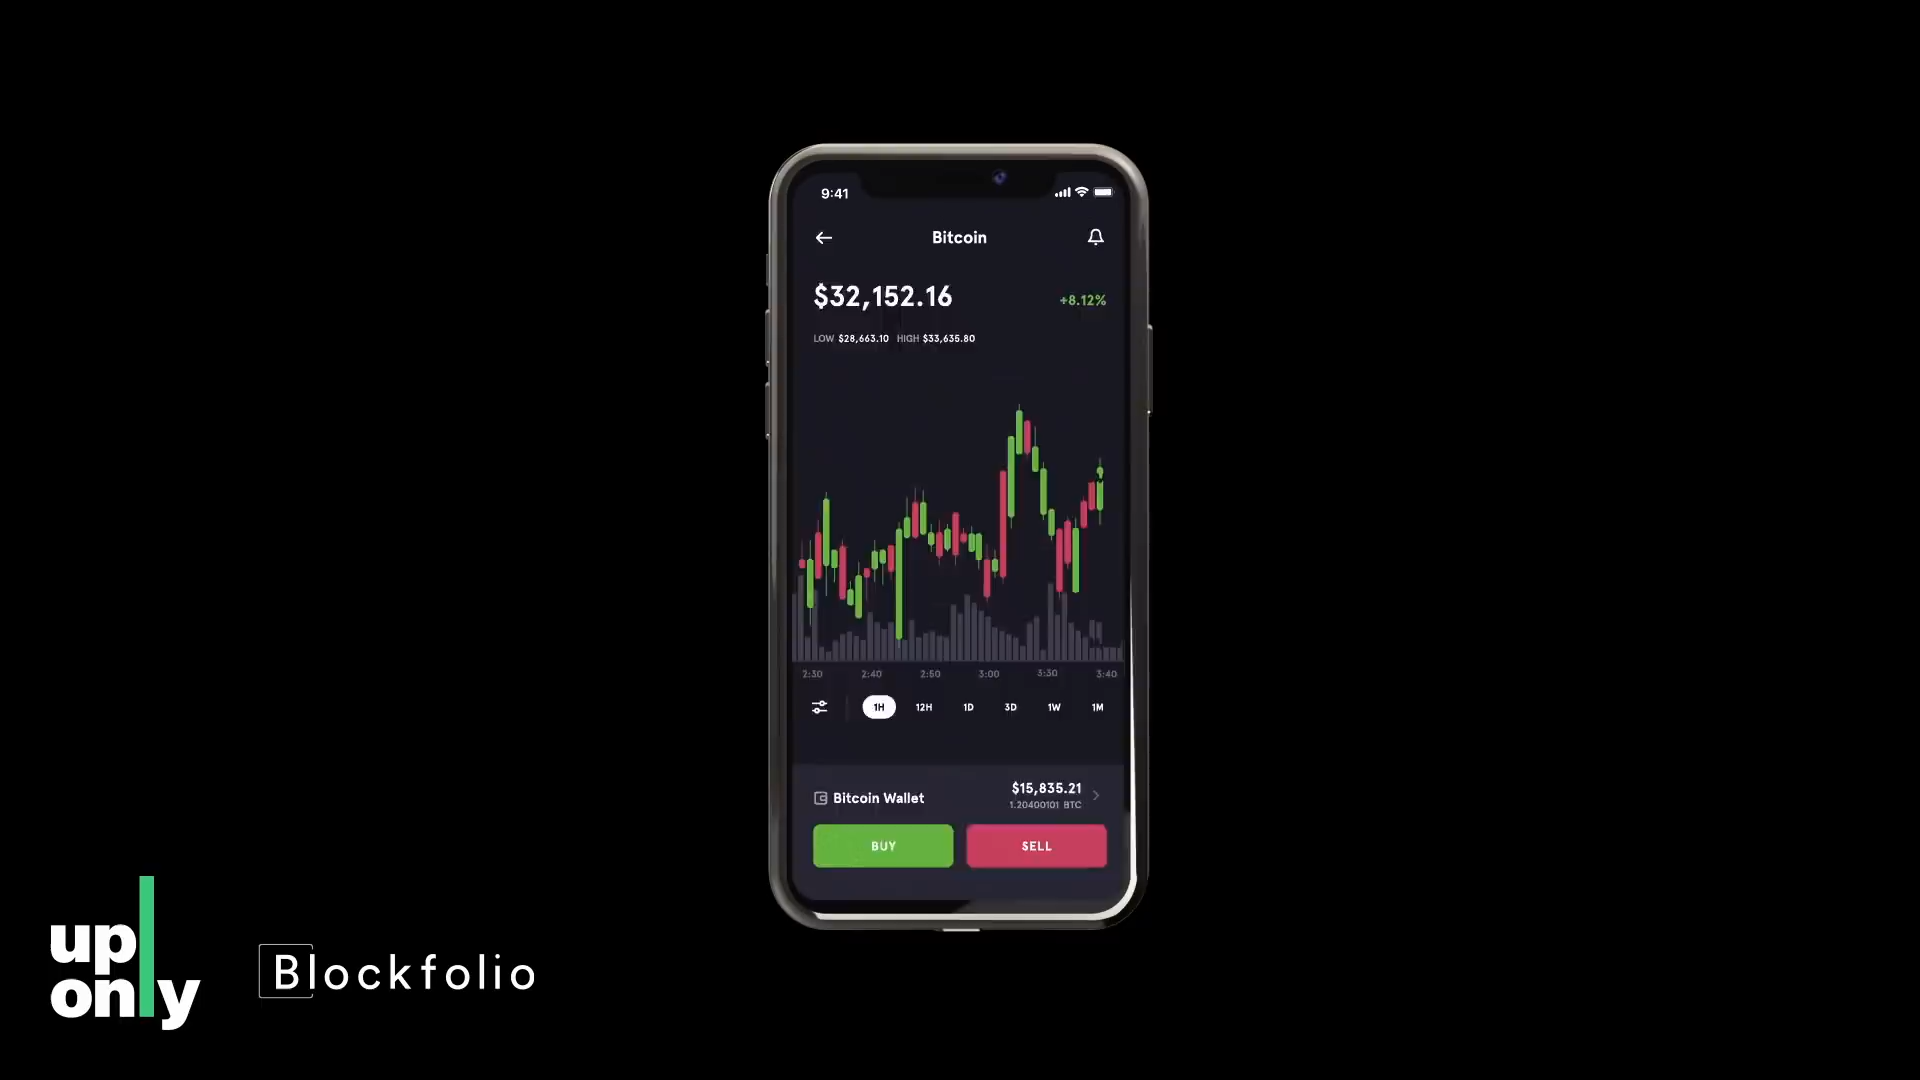 9:41
Bitcoin
$32,152.16
+8.12%
LOW $28,663.10 HIGH $33,635.80
2:30 2:40 2:50 3:00 3:30 3:40
1H 12H 1D 3D 1W 1M
Bitcoin Wallet
$15,835.21
1.20400101 BTC
BUY SELL
up only
Blockfolio